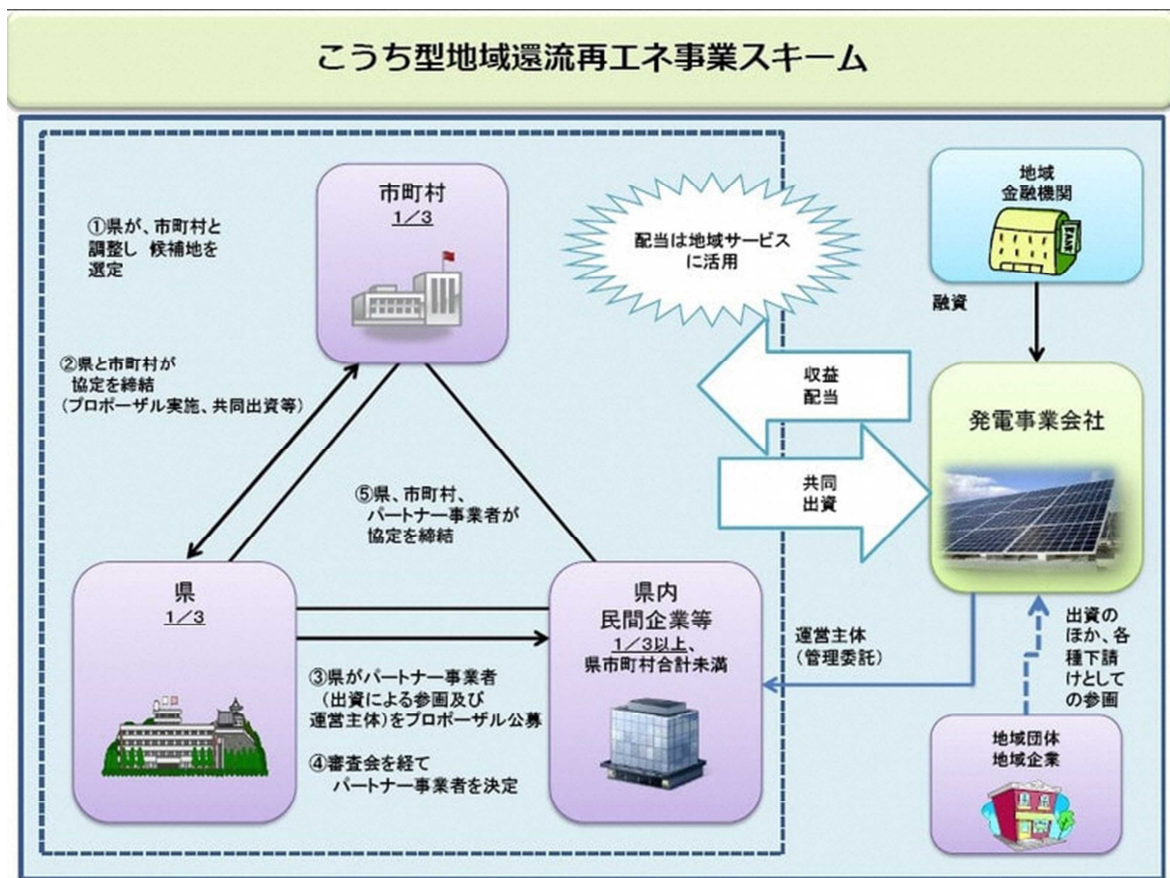 こうち型地域還流再エネ事業スキーム
市町村
1/3
①県が、市町村と
調整し 候補地を
選定
②県と市町村が
協定を締結
(プロポーザル実施、共同出資等)
配当は地域サービス
に活用
地域
金融機関
BANK
融資
収益
配当
共同
出資
発電事業会社
⑤県、市町村、
パートナー事業者が
協定を締結
県
1/3
県内
民間企業等
1/3以上、
県市町村合計未満
③県がパートナー事業者
(出資による参画及び
運営主体)をプロポーザル公募
④審査会を経て
パートナー事業者を決定
運営主体
(管理委託)
出資の
ほか、各
種下請
けとして
の参画
地域団体
地域企業